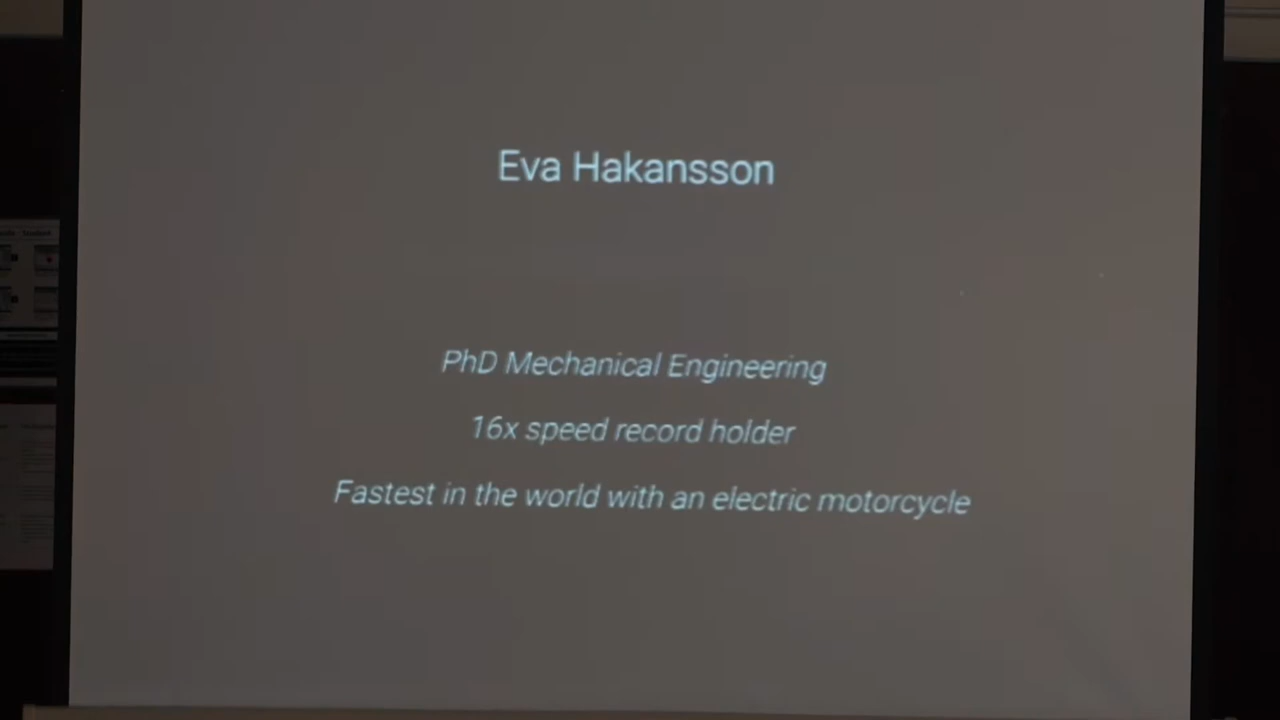 Eva Hakansson
PhD Mechanical Engineering
16x speed record holder
Fastest in the world with an electric motorcycle